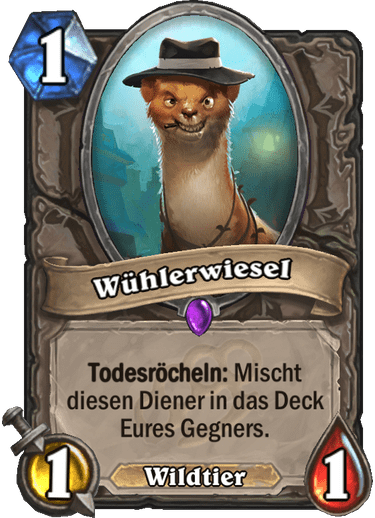 1
Wühlerwiesel
Todesröcheln: Mischt
diesen Diener in das Deck
Eures Gegners.
1
Wildtier
1